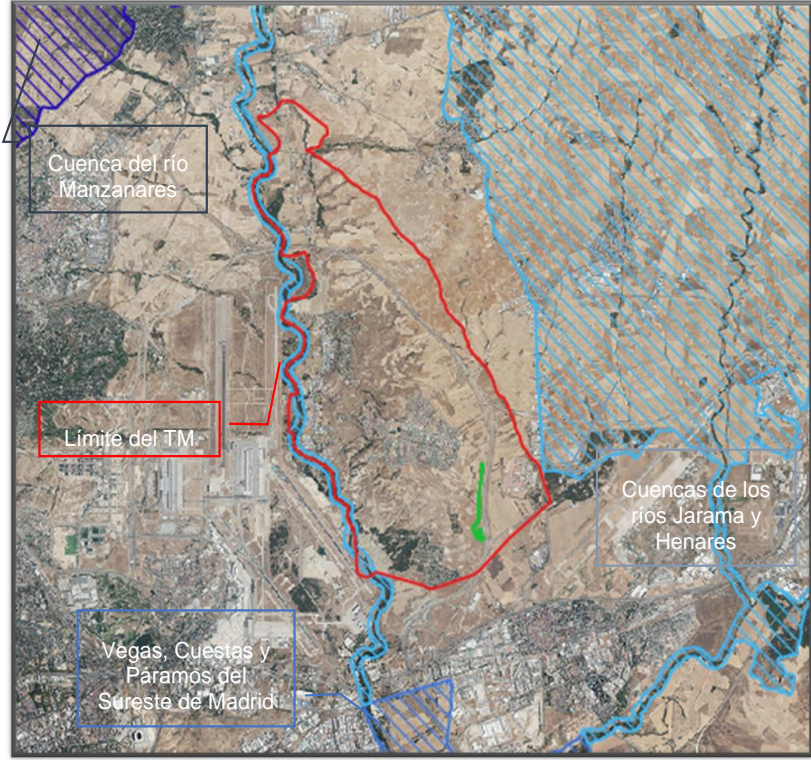 Cuenca del río
Manzanares
Límite del TM.
Cuencas de los
ríos Jarama y
Henares
Vegas, Cuestas y
Páramos del
Sureste de Madrid